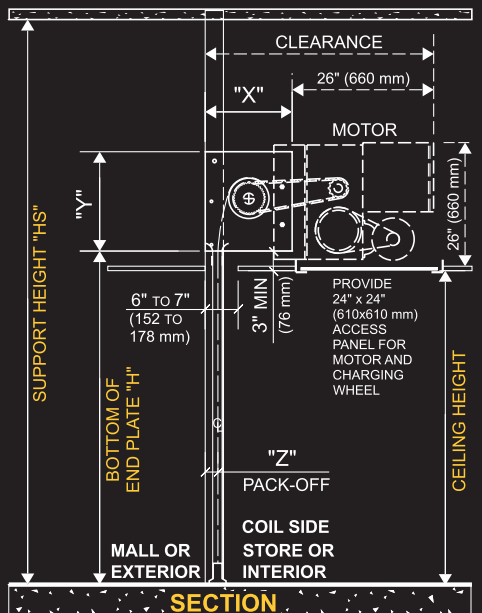 CLEARANCE
26" (660 mm)
"X"
MOTOR
"Y"
26" (660 mm)
SUPPORT HEIGHT "HS"
6" TO 7"
(152 TO
178 mm)
3" MIN
(76 mm)
PROVIDE
24" x 24"
(610x610 mm)
ACCESS
PANEL FOR
MOTOR AND
CHARGING
WHEEL
BOTTOM OF
END PLATE "H"
CEILING HEIGHT
"Z"
PACK-OFF
COIL SIDE
MALL OR
EXTERIOR
STORE OR
INTERIOR
SECTION